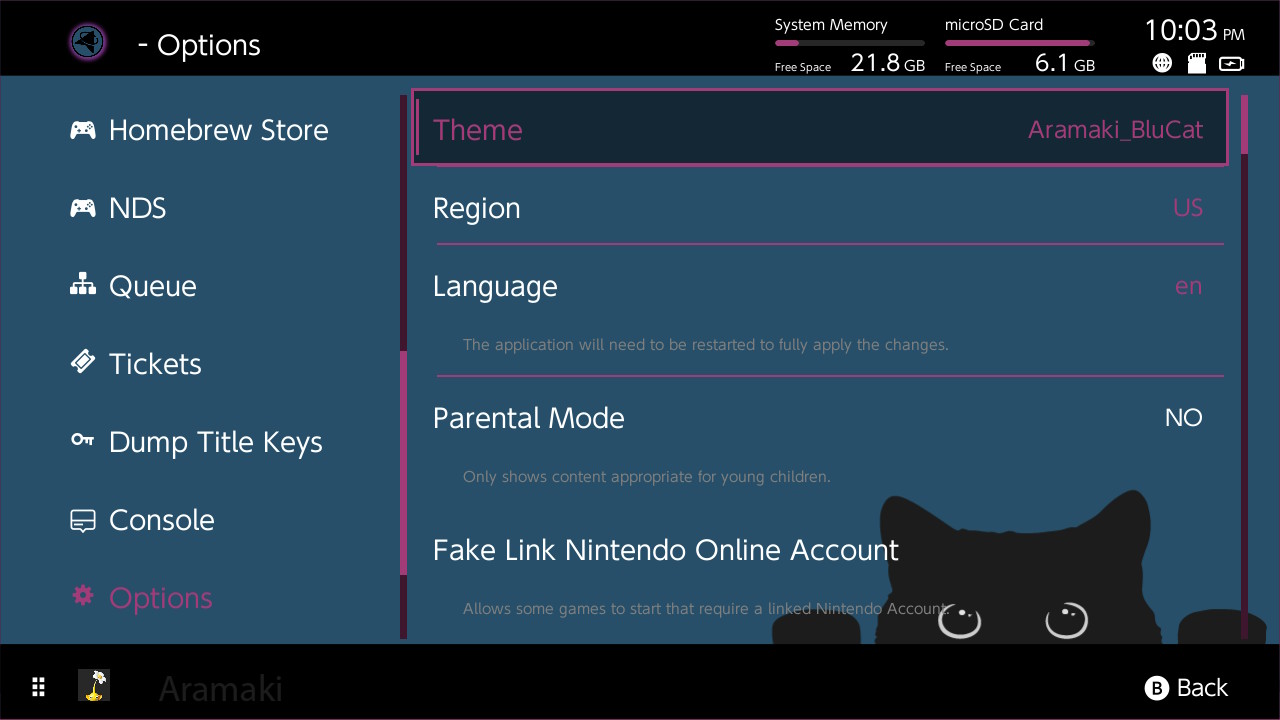 - Options
System Memory
Free Space 21.8 GB
microSD Card
Free Space 6.1 GB
10:03 PM
Homebrew Store
NDS
Queue
Tickets
Dump Title Keys
Console
Options
Theme Aramaki_BluCat
Region US
Language en
The application will need to be restarted to fully apply the changes.
Parental Mode NO
Only shows content appropriate for young children.
Fake Link Nintendo Online Account
Allows some games to start that require a linked Nintendo Account.
Aramaki
B Back